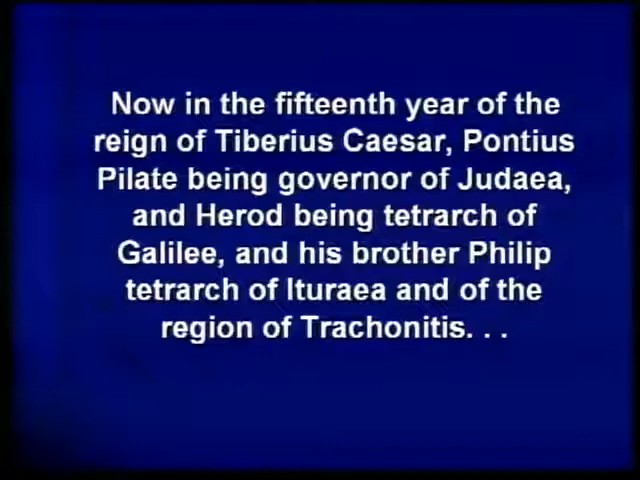 Now in the fifteenth year of the
reign of Tiberius Caesar, Pontius
Pilate being governor of Judaea,
and Herod being tetrarch of
Galilee, and his brother Philip
tetrarch of Ituraea and of the
region of Trachonitis. . .